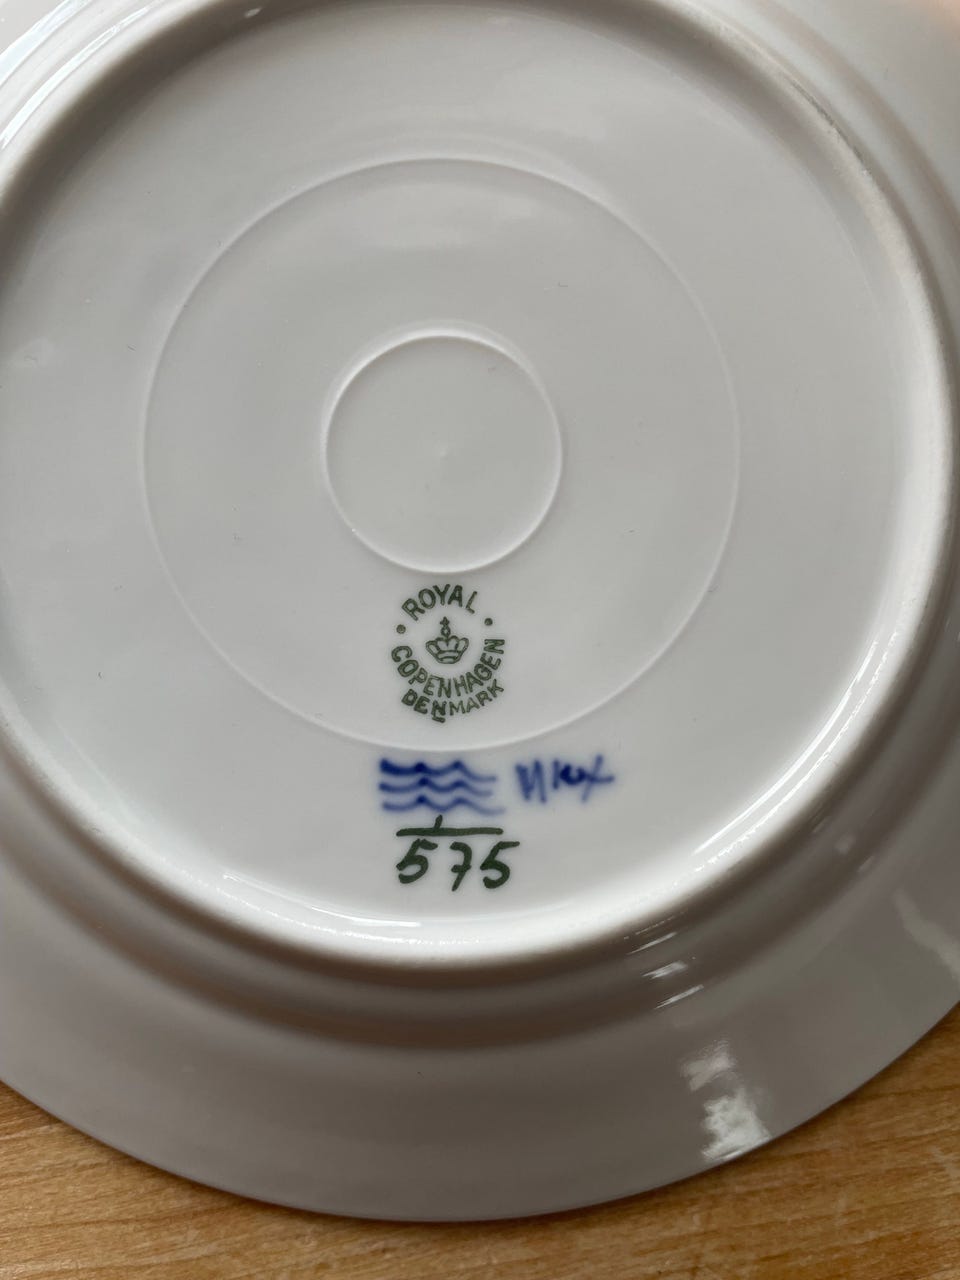 ROYAL
COPENHAGEN
DENMARK
1
575